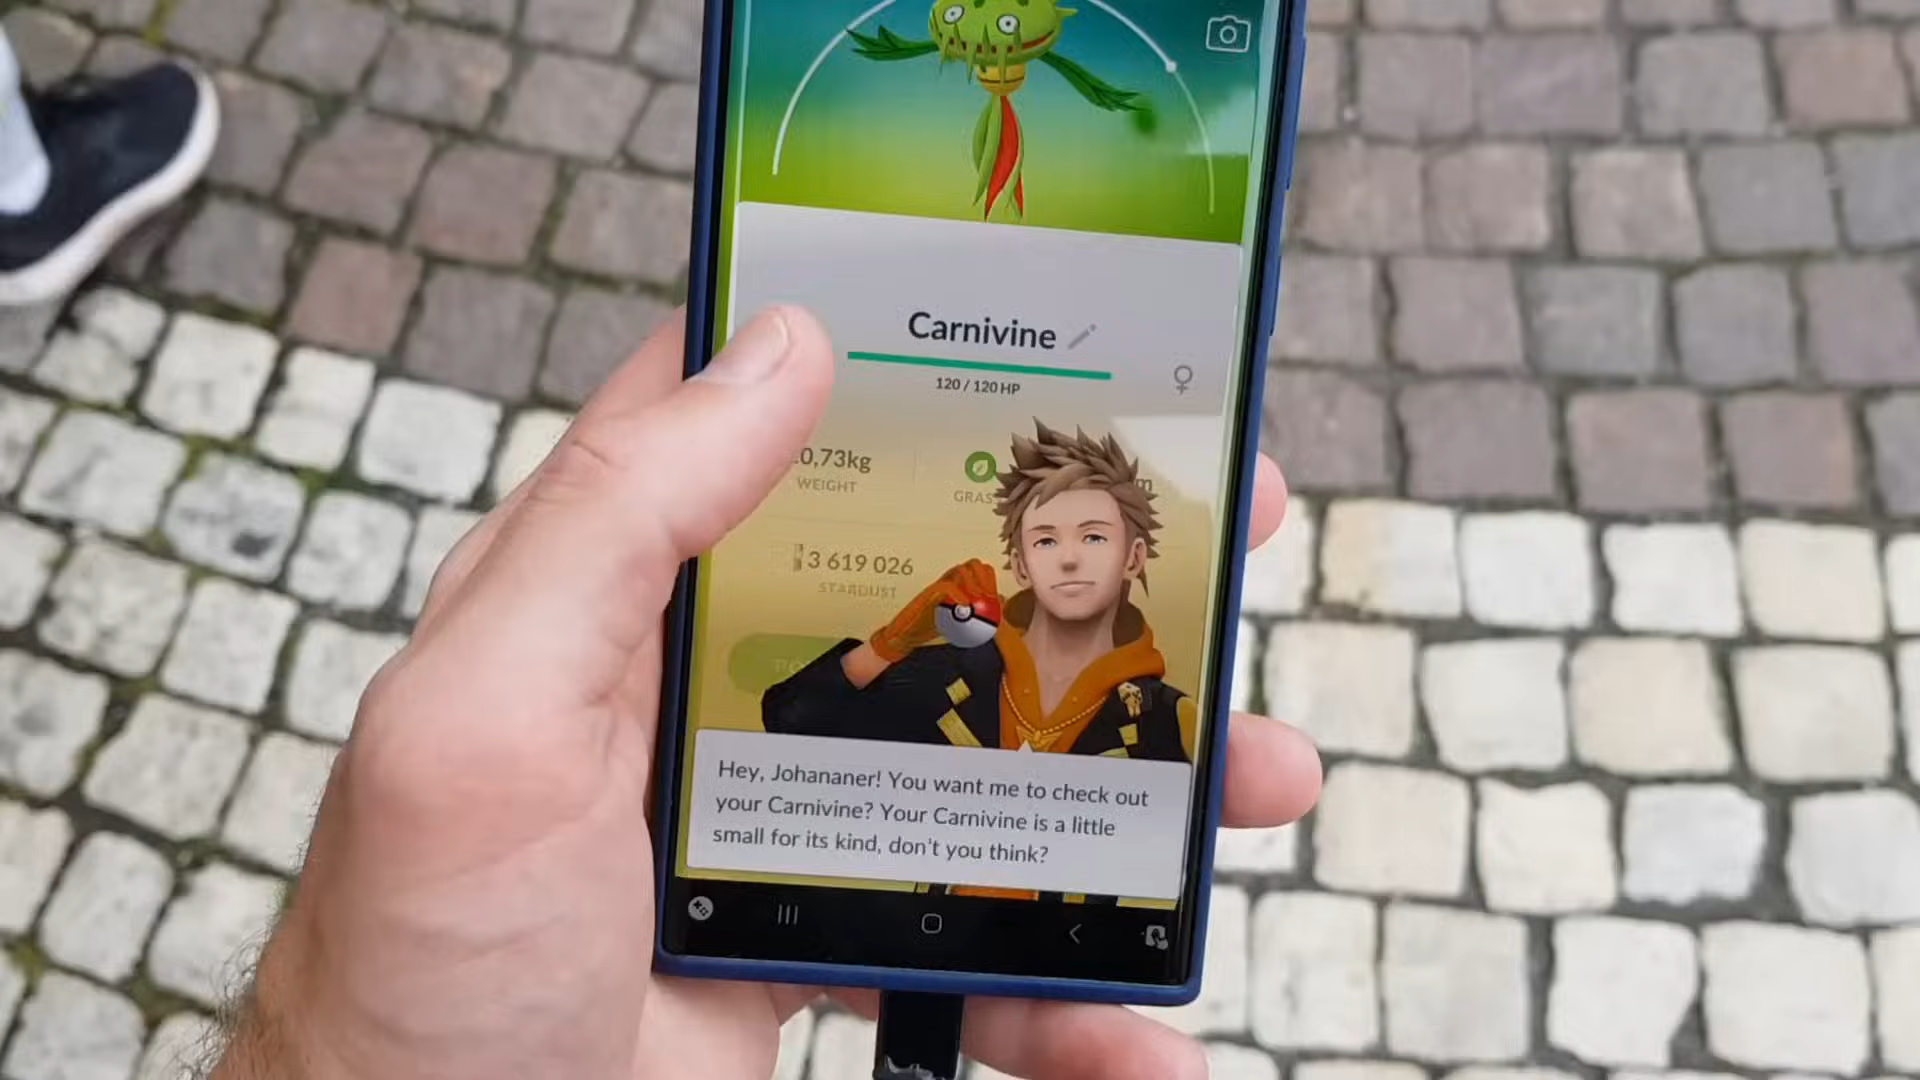 Carnivine
120 / 120 HP
0,73kg
WEIGHT
m
3 619 026
STARDUST
Hey, Johananer! You want me to check out
your Carnivine? Your Carnivine is a little
small for its kind, don't you think?